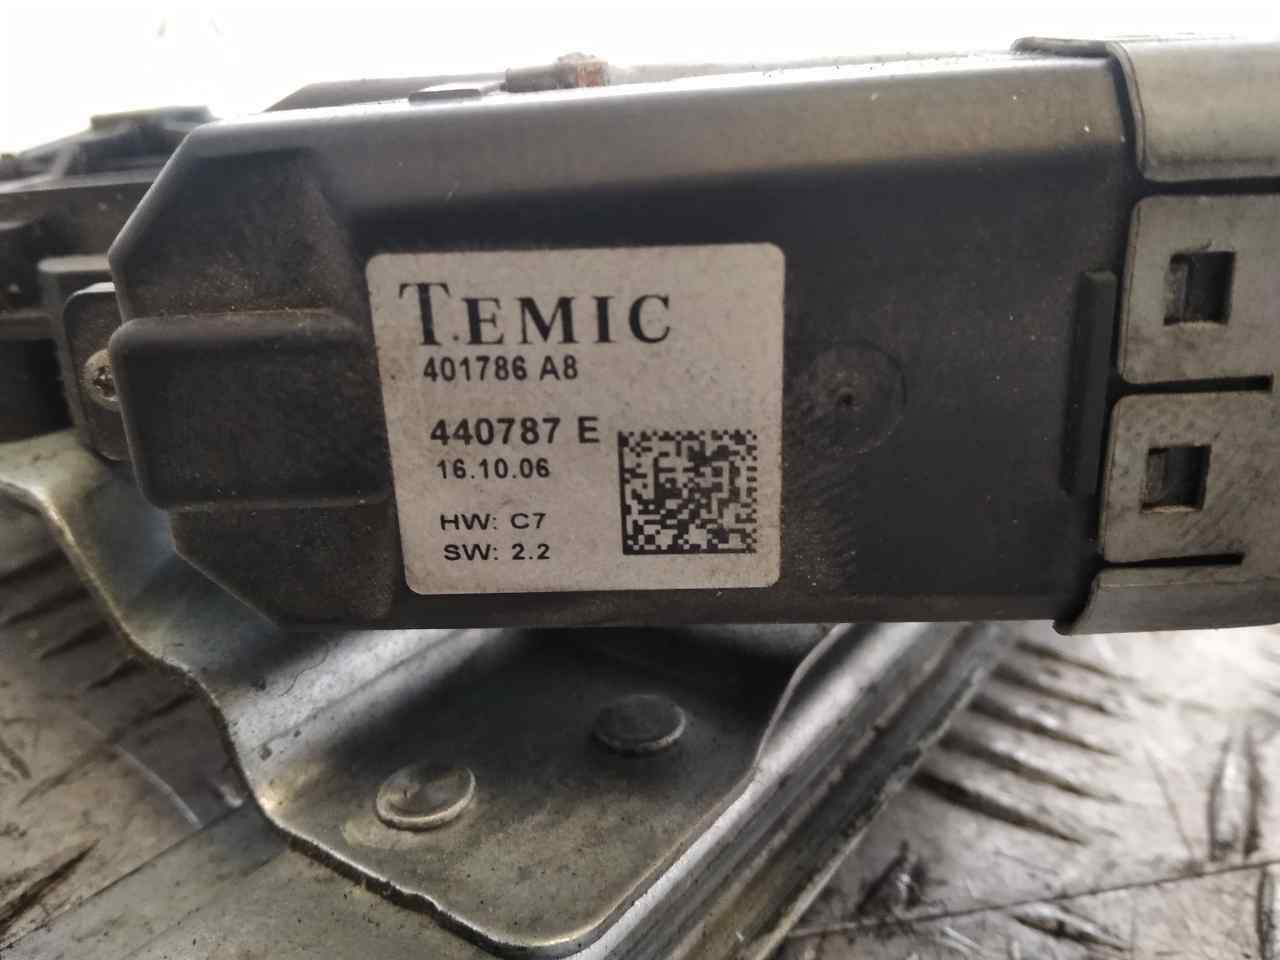 TEMIC
401786 A8
440787 E
16.10.06
HW: C7
SW: 2.2